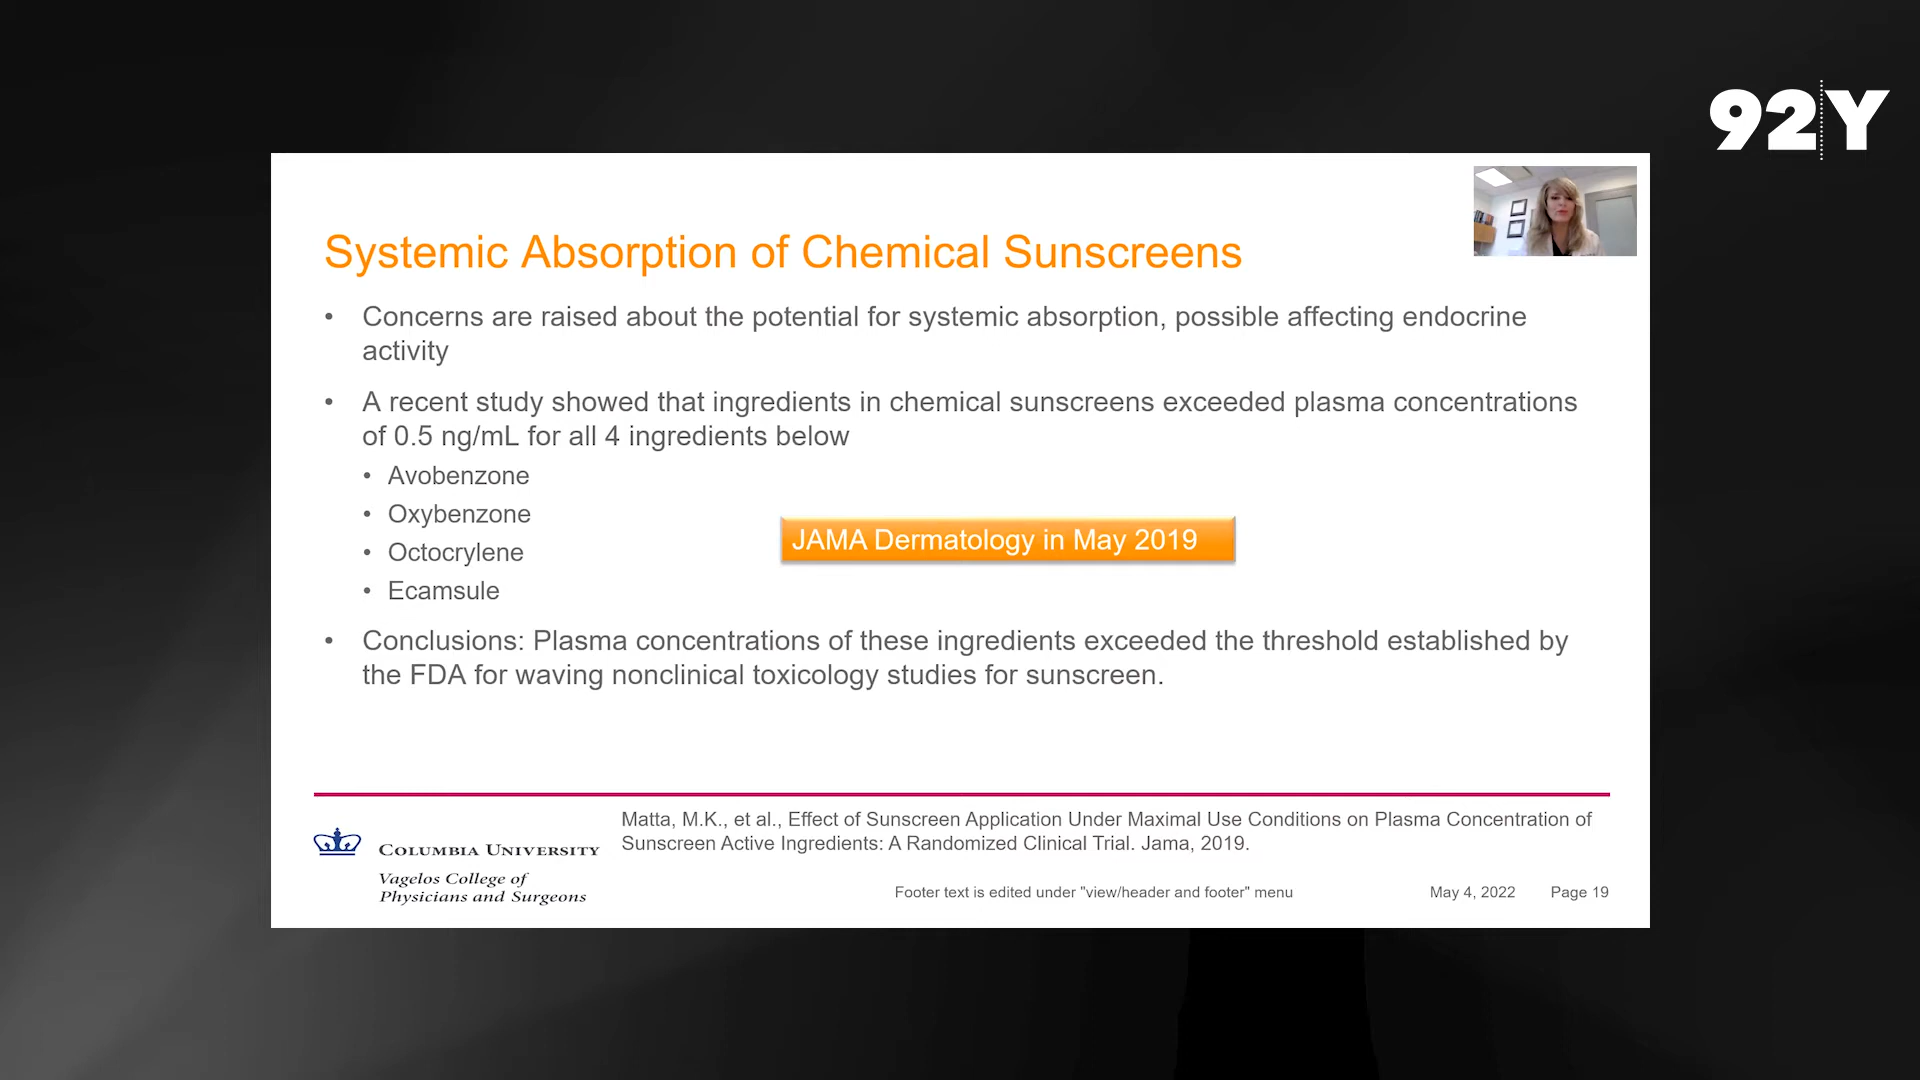 92Y
Systemic Absorption of Chemical Sunscreens
• Concerns are raised about the potential for systemic absorption, possible affecting endocrine
activity
• A recent study showed that ingredients in chemical sunscreens exceeded plasma concentrations
of 0.5 ng/mL for all 4 ingredients below
• Avobenzone
• Oxybenzone
• Octocrylene
• Ecamsule
JAMA Dermatology in May 2019
• Conclusions: Plasma concentrations of these ingredients exceeded the threshold established by
the FDA for waving nonclinical toxicology studies for sunscreen.
Matta, M.K., et al., Effect of Sunscreen Application Under Maximal Use Conditions on Plasma Concentration of
Sunscreen Active Ingredients: A Randomized Clinical Trial. Jama, 2019.
COLUMBIA UNIVERSITY
Vagelos College of
Physicians and Surgeons
Footer text is edited under "view/header and footer" menu
May 4, 2022
Page 19